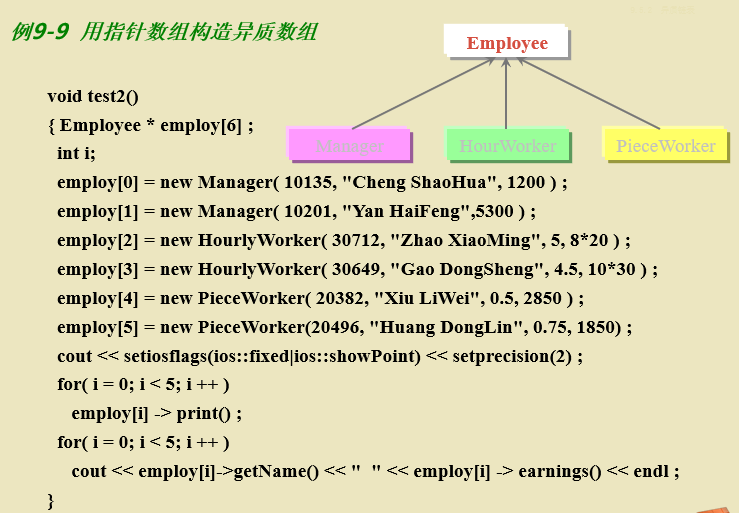 例9-9 用指针数组构造异质数组
Employee
Manager
HourWorker
PieceWorker
void test2()
{ Employee * employ[6] ;
int i;
employ[0] = new Manager( 10135, "Cheng ShaoHua", 1200 ) ;
employ[1] = new Manager( 10201, "Yan HaiFeng",5300 ) ;
employ[2] = new HourlyWorker( 30712, "Zhao XiaoMing", 5, 8*20 ) ;
employ[3] = new HourlyWorker( 30649, "Gao DongSheng", 4.5, 10*30 ) ;
employ[4] = new PieceWorker( 20382, "Xiu LiWei", 0.5, 2850 ) ;
employ[5] = new PieceWorker(20496, "Huang DongLin", 0.75, 1850) ;
cout << setiosflags(ios::fixed|ios::showPoint) << setprecision(2) ;
for( i = 0; i < 5; i ++ )
employ[i] -> print() ;
for( i = 0; i < 5; i ++ )
cout << employ[i]->getName() << "  " << employ[i] -> earnings() << endl ;
}